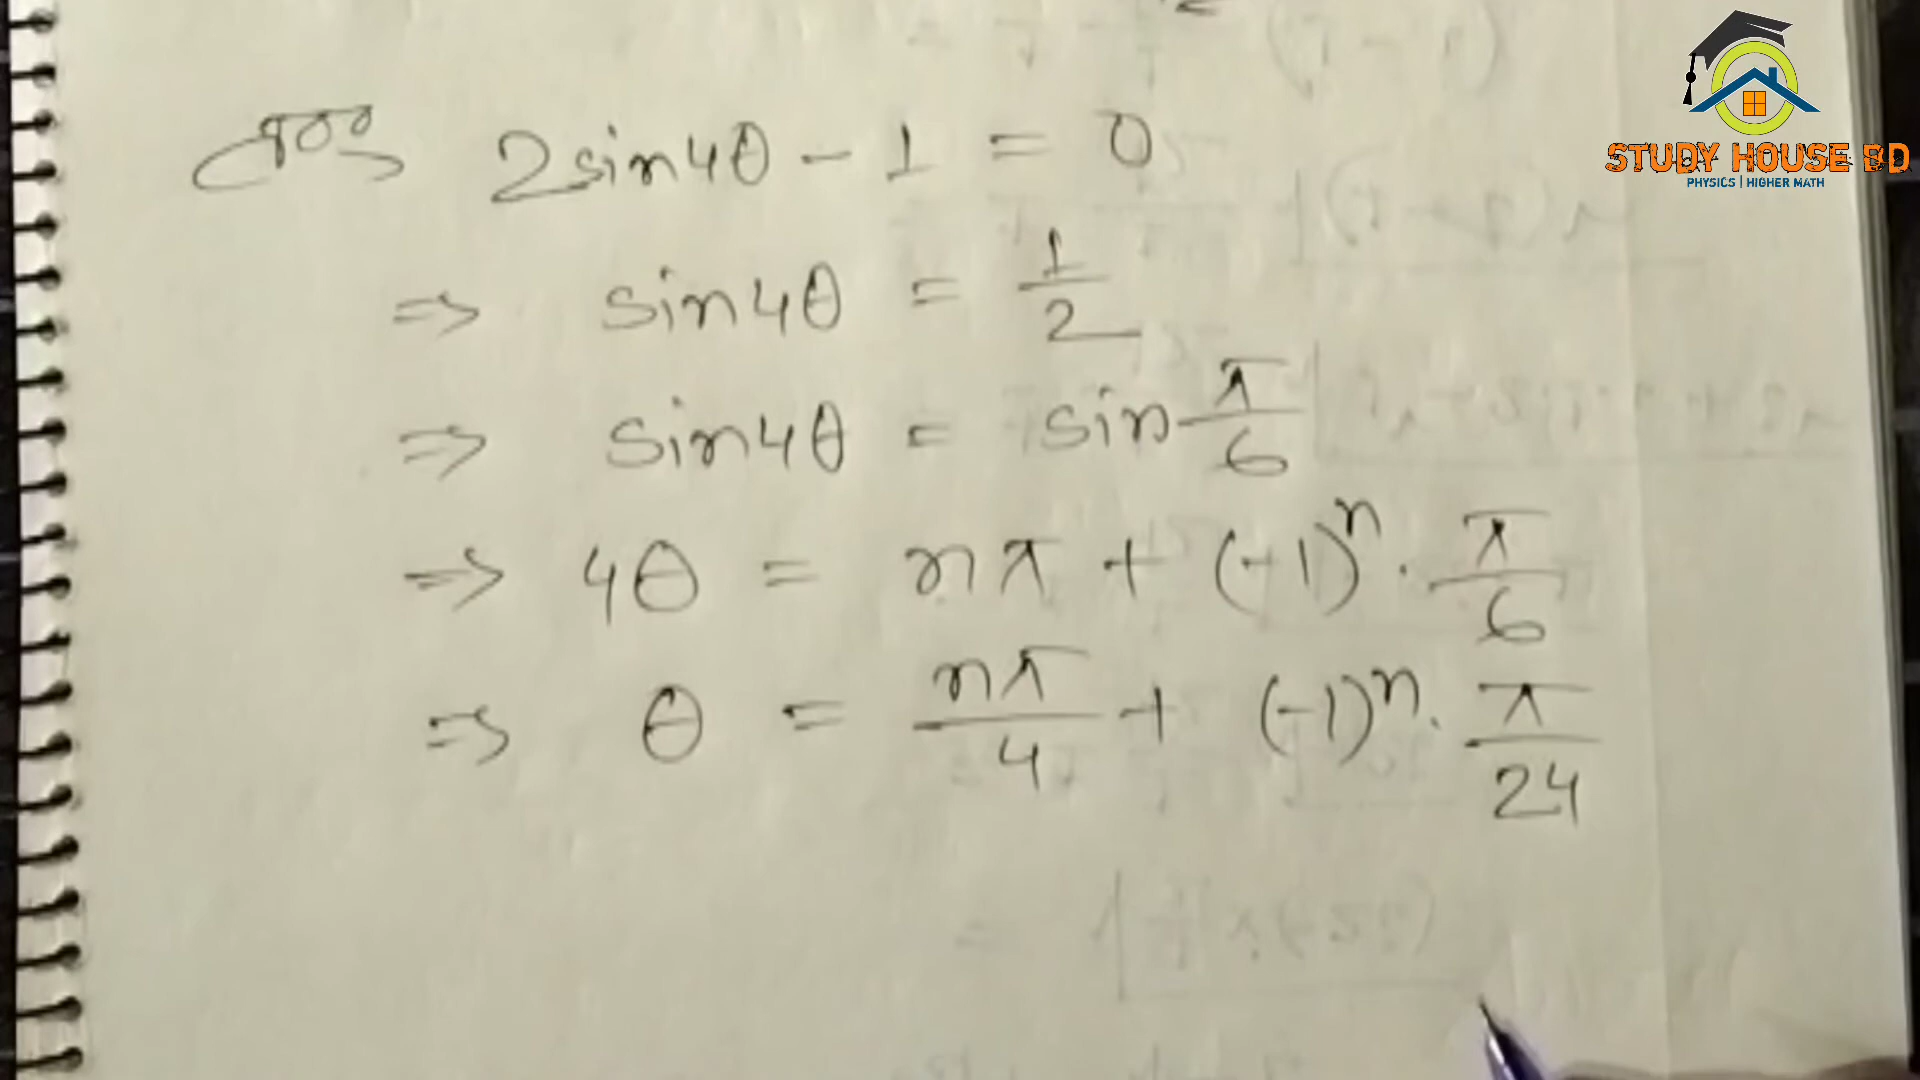 2sin4θ - 1 = 0
⇒ sin4θ = 1/2
⇒ sin4θ = sin π/6
⇒ 4θ = nπ + (-1)ⁿ · π/6
⇒ θ = nπ/4 + (-1)ⁿ · π/24
STUDY HOUSE BD
PHYSICS | HIGHER MATH